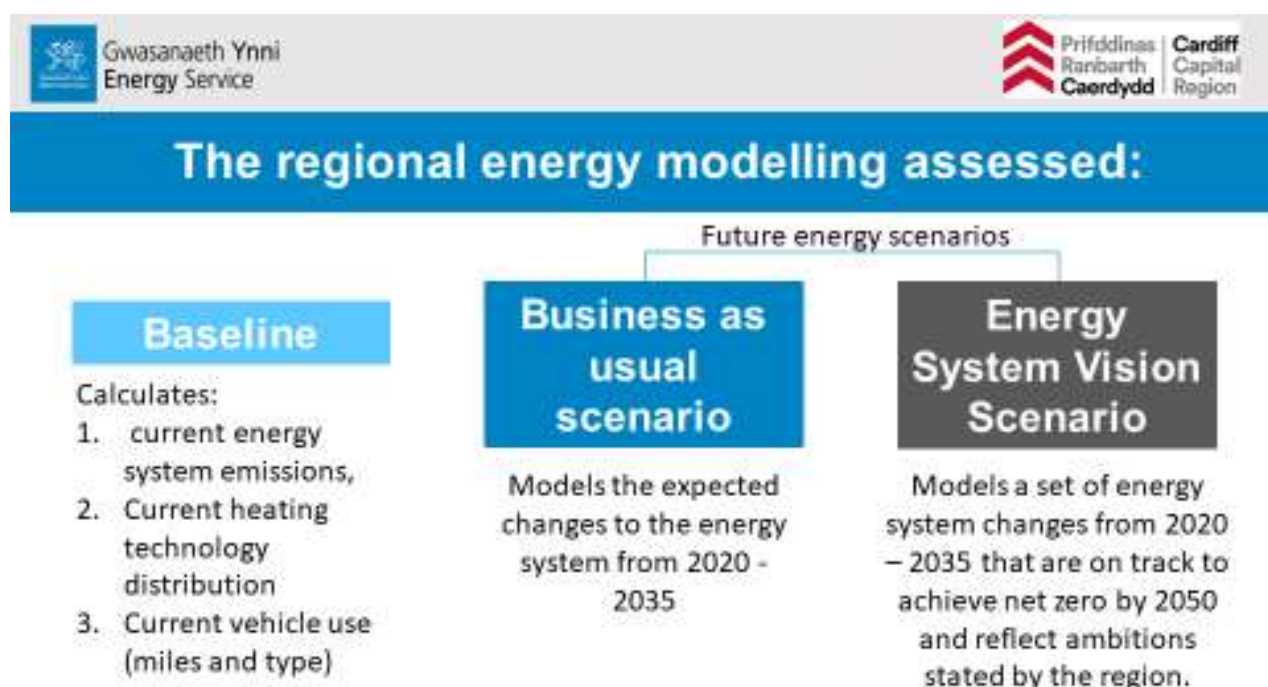 Gwasanaeth Ynni
Energy Service
Prifddinas
Ranbarth
Caerdydd
Cardiff
Capital
Region
The regional energy modelling assessed:
Future energy scenarios
Baseline
Calculates:
1. current energy
system emissions,
2. Current heating
technology
distribution
3. Current vehicle use
(miles and type)
Business as
usual
scenario
Models the expected
changes to the energy
system from 2020 -
2035
Energy
System Vision
Scenario
Models a set of energy
system changes from 2020
– 2035 that are on track to
achieve net zero by 2050
and reflect ambitions
stated by the region.